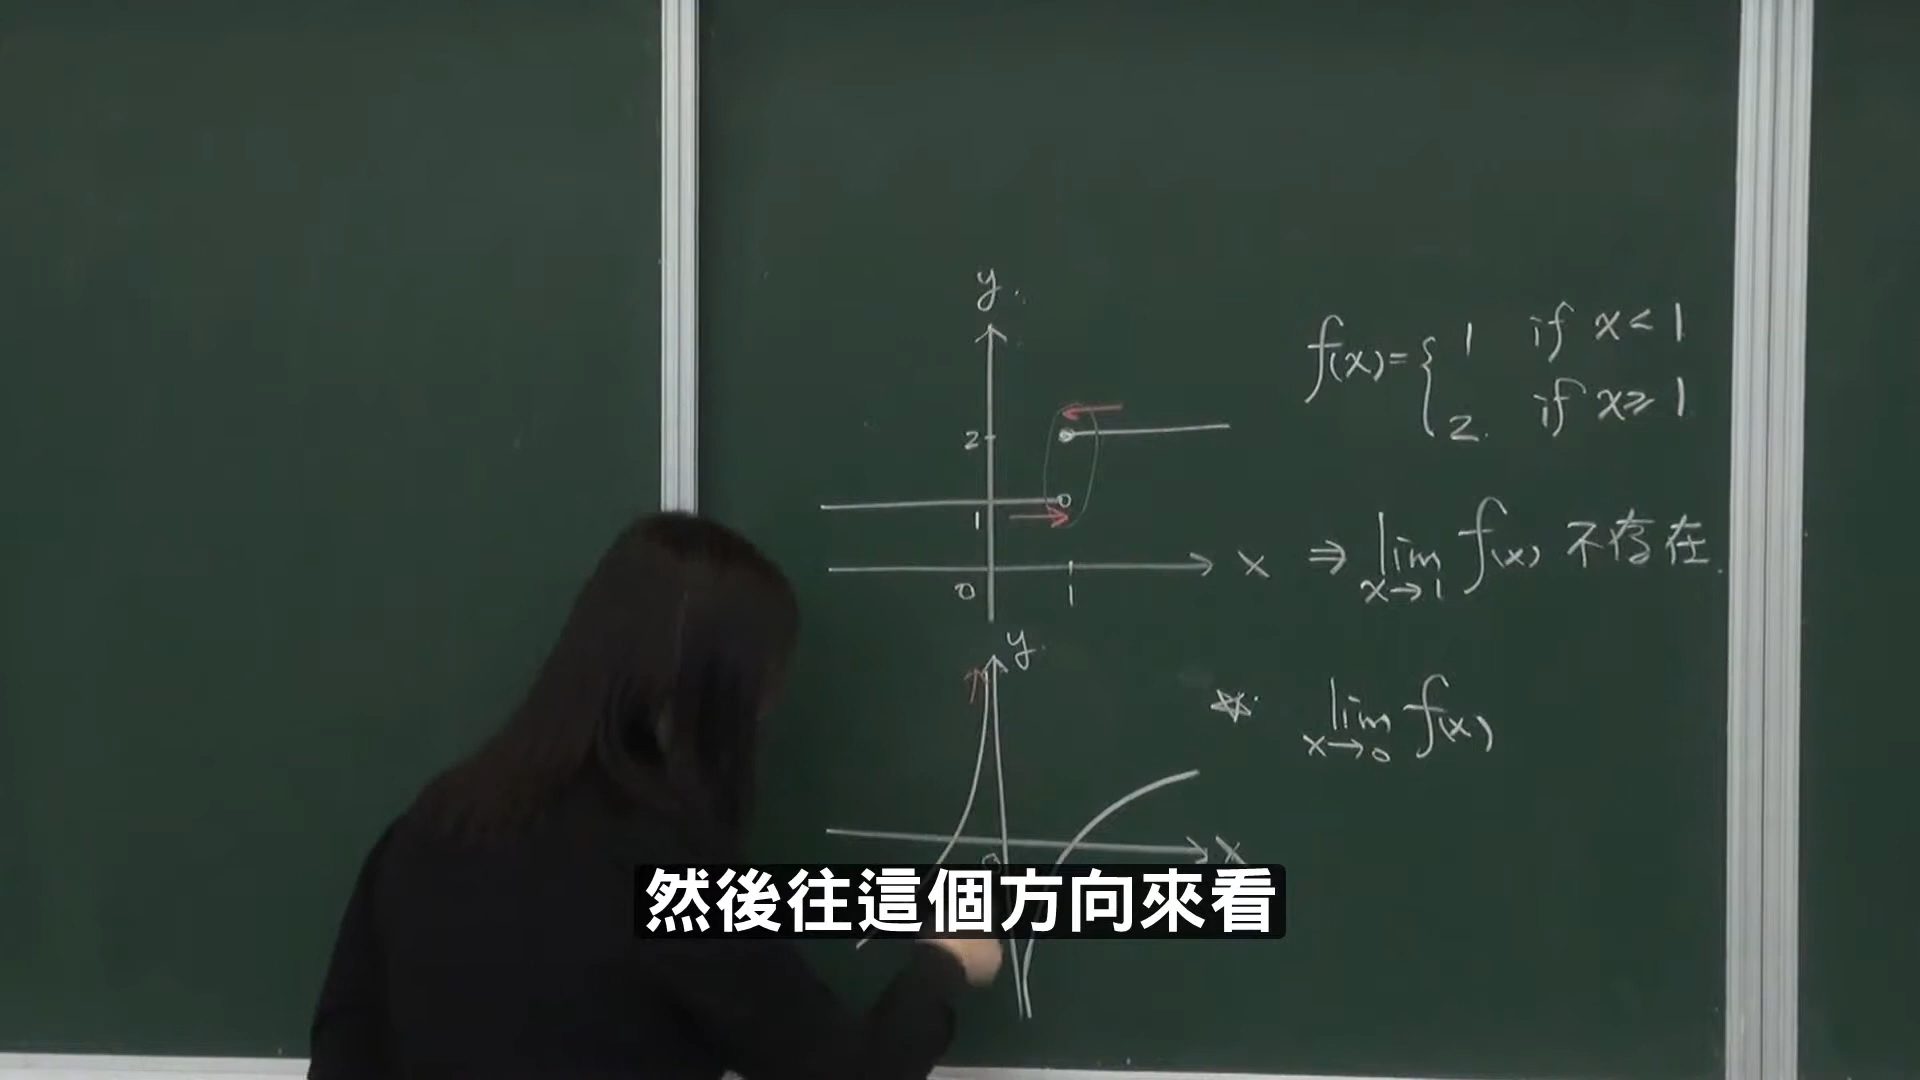 y.
f(x)={ 1 if x<1
2. if x≥1
2
1
0 1 x
⇒ lim f(x) 不存在.
x→1
y.
☆ lim f(x)
x→0
0 x
然後往這個方向來看